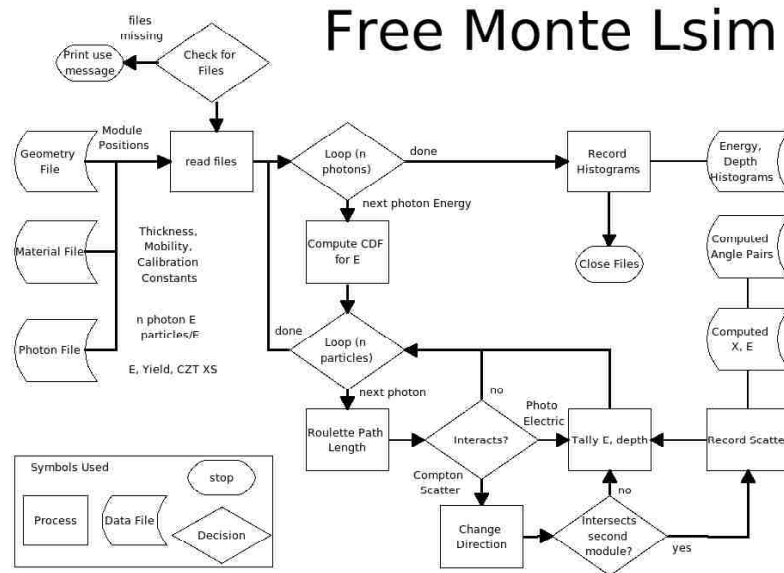 Free Monte Lsim
files
missing
Print use
message
Check for
Files
Module
Positions
Geometry
File
read files
Loop (n
photons)
done
Record
Histograms
Energy,
Depth
Histograms
next photon Energy
Material File
Thickness,
Mobility,
Calibration
Constants
Compute CDF
for E
Close Files
Computed
Angle Pairs
Photon File
n photon E
particles/E
E, Yield, CZT XS
done
Loop (n
particles)
Computed
X, E
next photon
no
Photo
Electric
Roulette Path
Length
Interacts?
Tally E, depth
Record Scatte
Compton
Scatter
no
Change
Direction
Intersects
second
module?
yes
Symbols Used
stop
Process
Data File
Decision